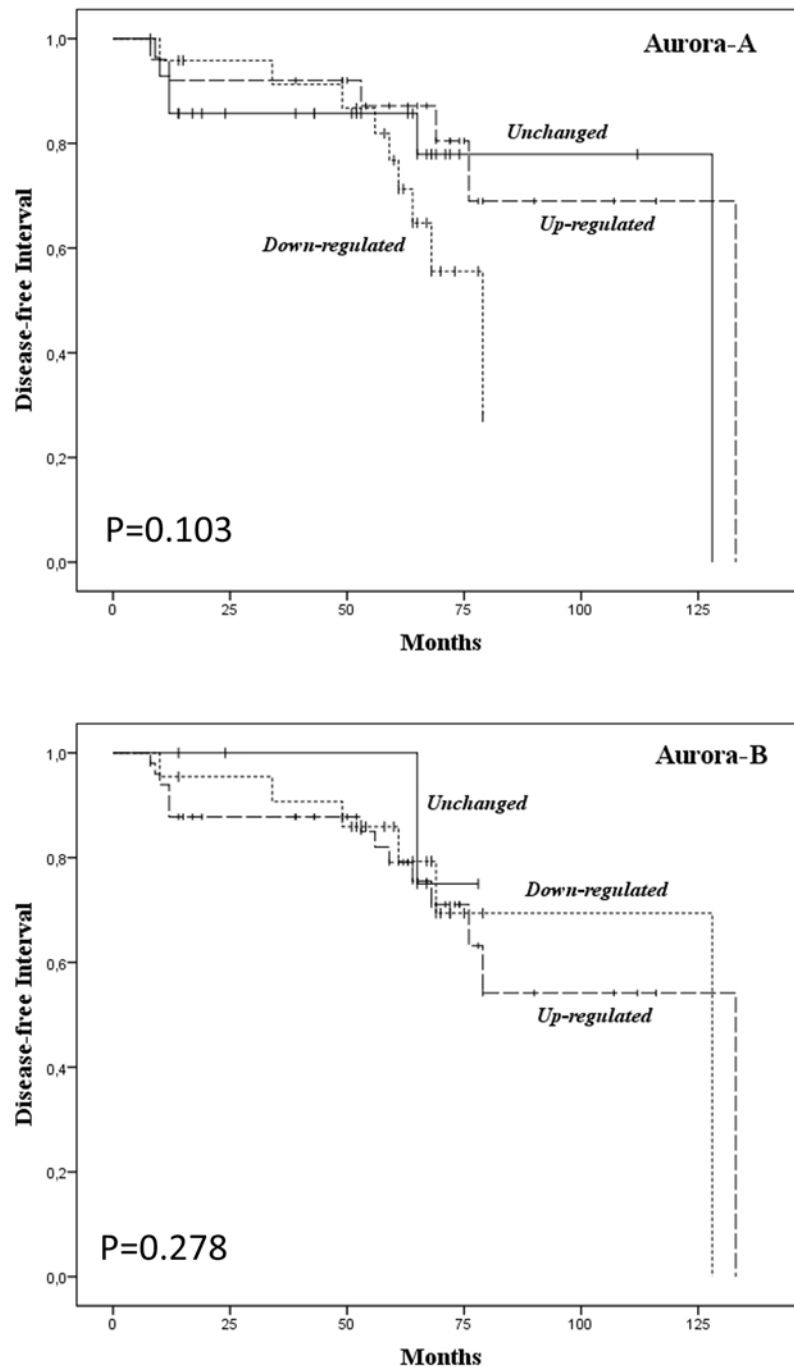 Aurora-A
1,0
Unchanged
0,8
Up-regulated
Down-regulated
0,6
0,4
0,2
P=0.103
0,0
Disease-free Interval
0 25 50 75 100 125
Months
Aurora-B
1,0
Unchanged
0,8
Down-regulated
0,6
Up-regulated
0,4
0,2
P=0.278
0,0
Disease-free Interval
0 25 50 75 100 125
Months